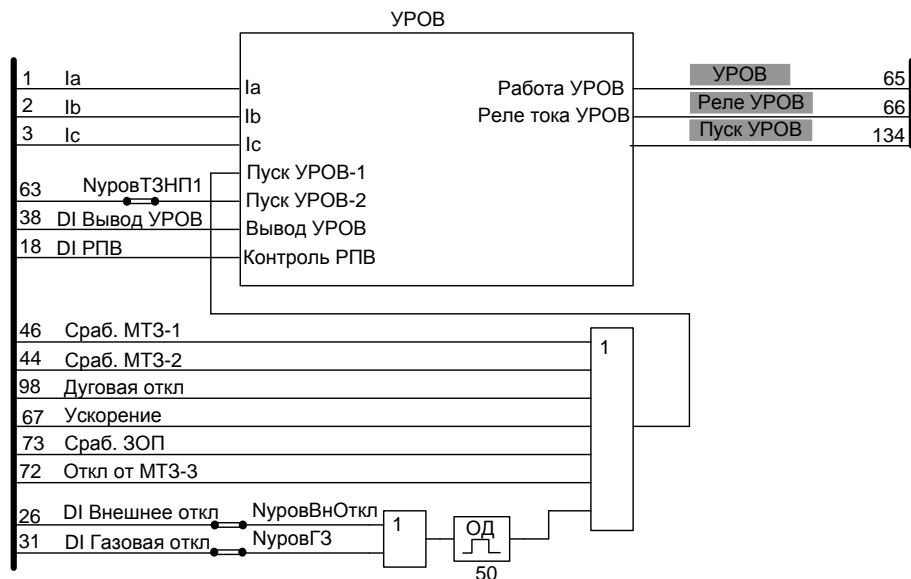 УРОВ
1 Ia
2 Ib
3 Ic
Ia
Ib
Ic
Работа УРОВ
Реле тока УРОВ
УРОВ 65
Реле УРОВ 66
Пуск УРОВ 134
Пуск УРОВ-1
63 NуровТЗНП1
Пуск УРОВ-2
38 DI Вывод УРОВ
Вывод УРОВ
18 DI РПВ
Контроль РПВ
46 Сраб. МТЗ-1
44 Сраб. МТЗ-2
98 Дуговая откл
67 Ускорение
73 Сраб. ЗОП
72 Откл от МТЗ-3
1
26 DI Внешнее откл NуровВнОткл
31 DI Газовая откл NуровГЗ
1
ОД
50